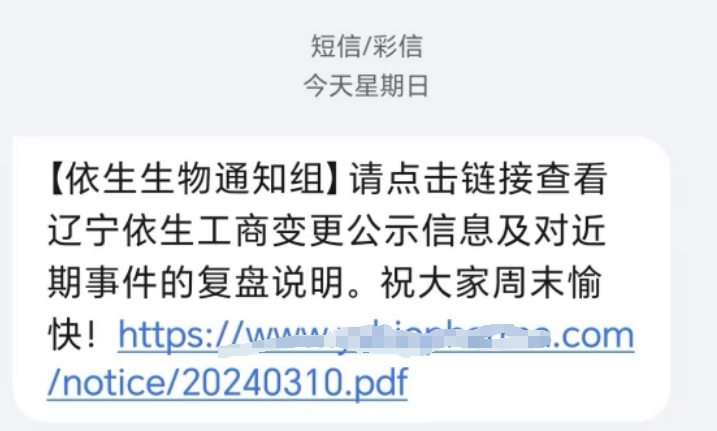 短信/彩信
今天星期日
【依生生物通知组】请点击链接查看
辽宁依生工商变更公示信息及对近
期事件的复盘说明。祝大家周末愉
快！https://www. .com
/notice/20240310.pdf